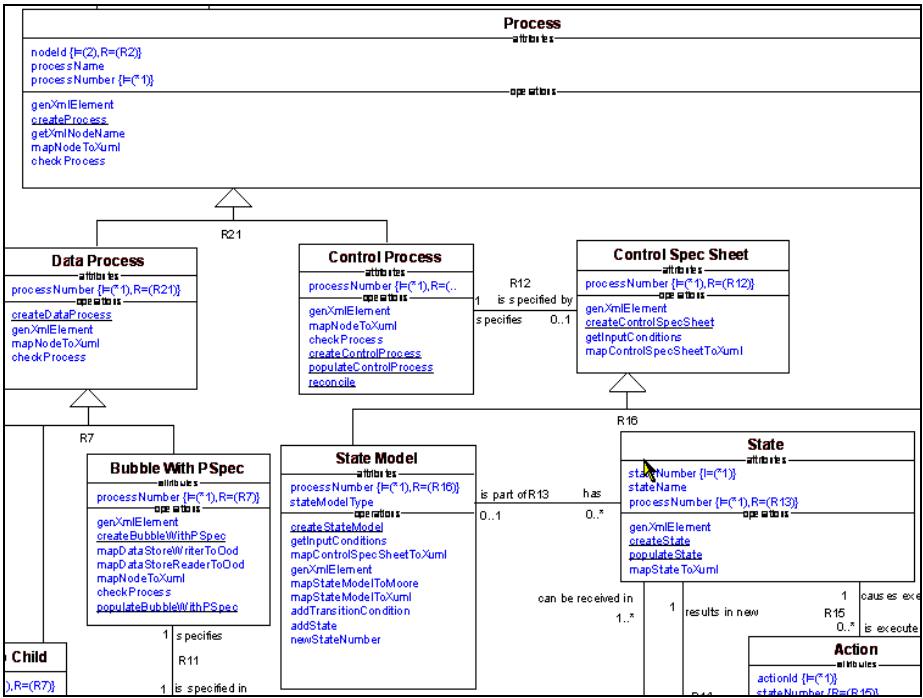 Process
attributes
nodeId {I=(2),R=(R2)}
processName
processNumber {I=(*1)}
operations
genXmlElement
createProcess
getXmlNodeName
mapNodeToXuml
checkProcess
R21
Data Process
attributes
processNumber {I=(*1),R=(R21)}
operations
createDataProcess
genXmlElement
mapNodeToXuml
checkProcess
Control Process
attributes
processNumber {I=(*1),R=(..
operations
genXmlElement
mapNodeToXuml
checkProcess
createControlProcess
populateControlProcess
reconcile
R12
1 is specified by
specifies 0..1
Control Spec Sheet
attributes
processNumber {I=(*1),R=(R12)}
operations
genXmlElement
createControlSpecSheet
getInputConditions
mapControlSpecSheetToXuml
R16
R7
Bubble With PSpec
attributes
processNumber {I=(*1),R=(R7)}
operations
genXmlElement
createBubbleWithPSpec
mapDataStoreWriterToOod
mapDataStoreReaderToOod
mapNodeToXuml
checkProcess
populateBubbleWithPSpec
State Model
attributes
processNumber {I=(*1),R=(R16)}
stateModelType
operations
createStateModel
getInputConditions
mapControlSpecSheetToXuml
genXmlElement
mapStateModelToMoore
mapStateModelToXuml
addTransitionCondition
addState
newStateNumber
is part of R13 has
0..1 0..*
State
attributes
stateNumber {I=(*1)}
stateName
processNumber {I=(*1),R=(R13)}
operations
genXmlElement
createState
populateState
mapStateToXuml
can be received in
1..*
1 results in new
1 causes exe
R15
0..* is execute
1 specifies
R11
1 is specified in
Child
),R=(R7)}
Action
attributes
actionId {I=(*1)}
stateNumber {R=(R15)}